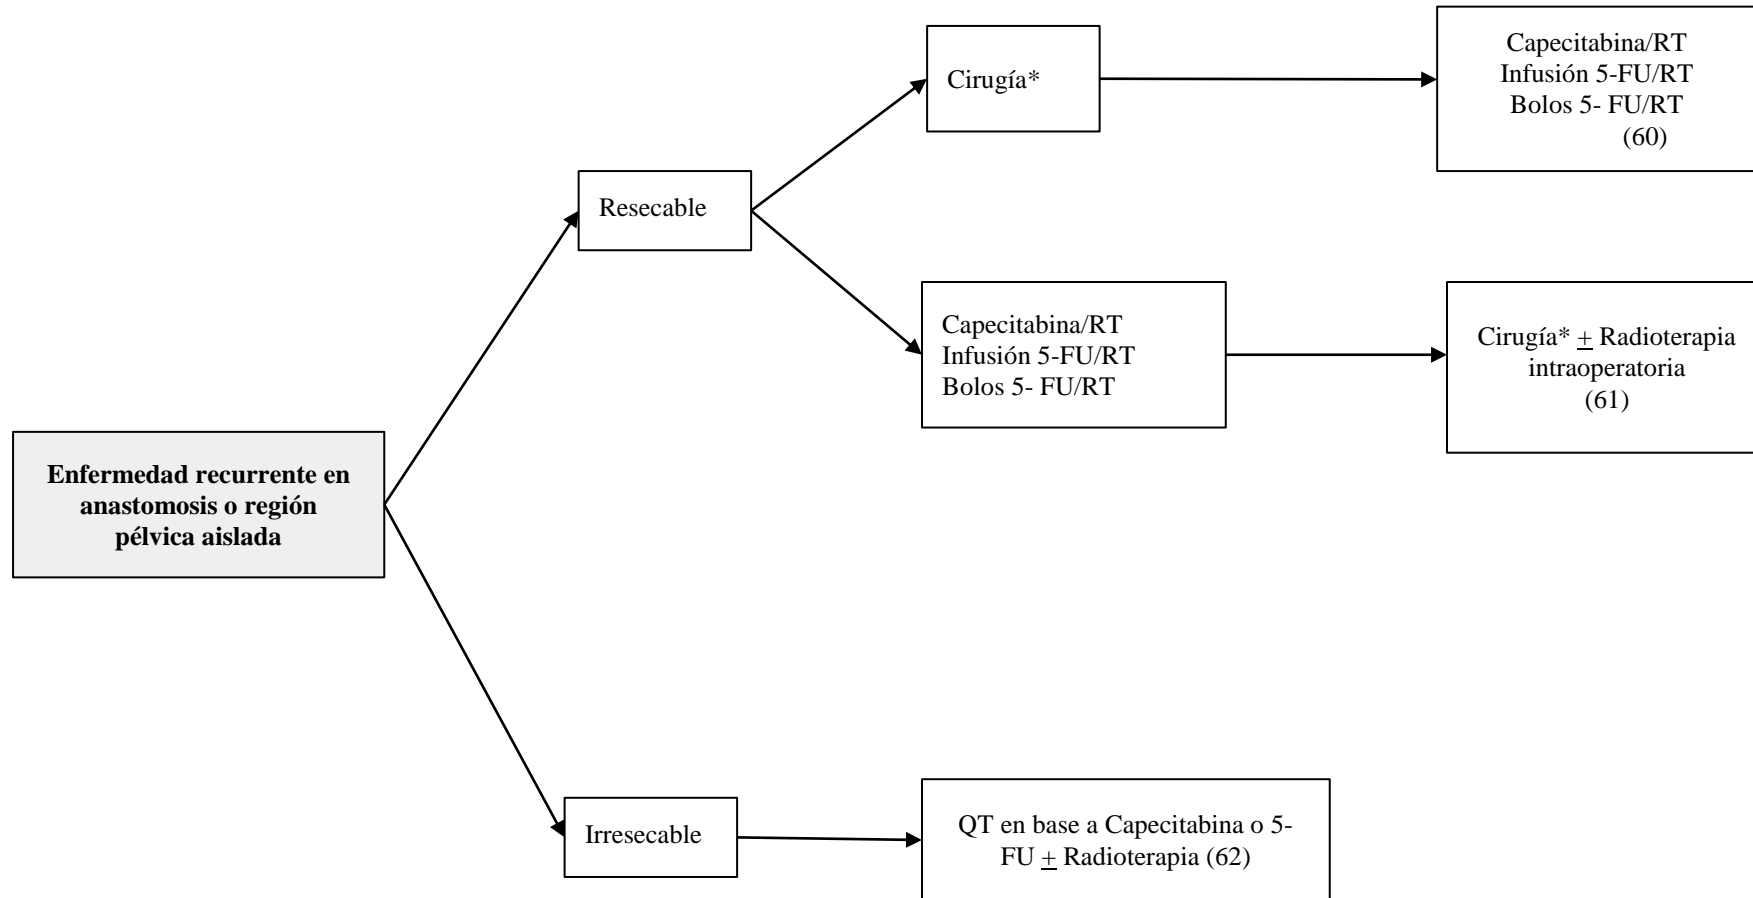 Cirugía*
Capecitabina/RT
Infusión 5-FU/RT
Bolos 5- FU/RT
(60)
Resecable
Capecitabina/RT
Infusión 5-FU/RT
Bolos 5- FU/RT
Cirugía* + Radioterapia
intraoperatoria
(61)
Enfermedad recurrente en
anastomosis o región
pélvica aislada
Irresecable
QT en base a Capecitabina o 5-
FU + Radioterapia (62)